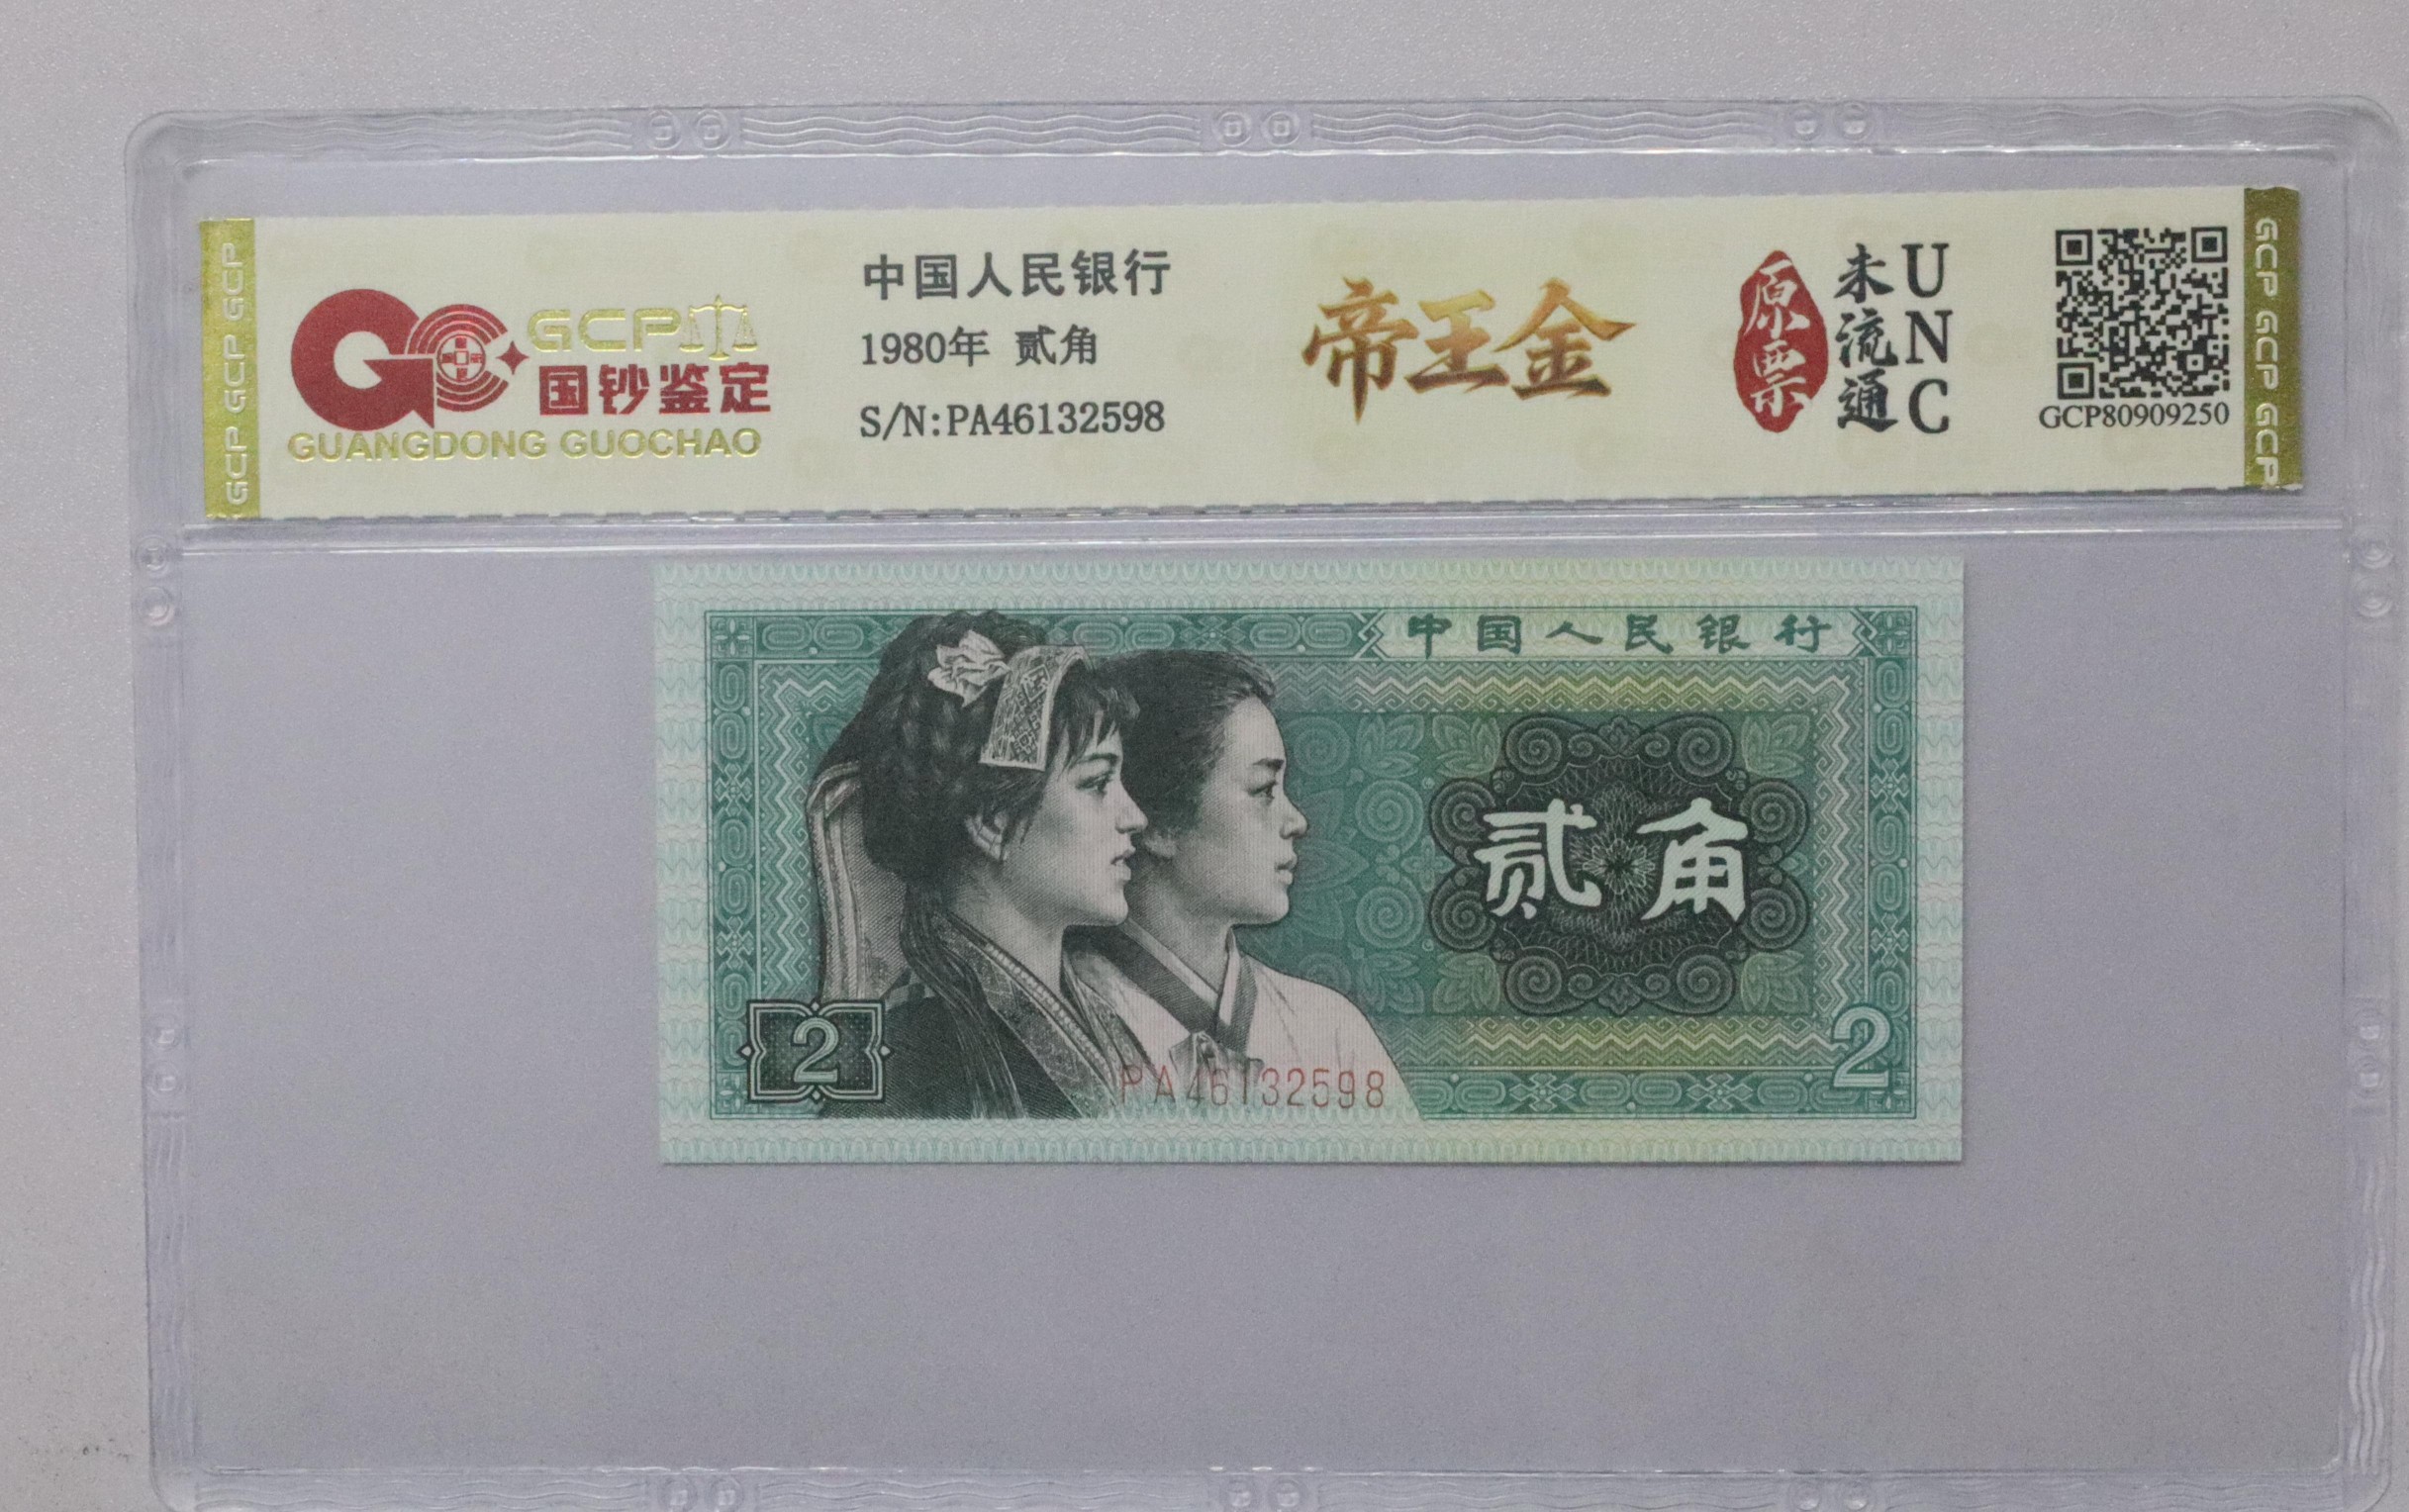 GCP GCP GCP
GCP
国钞鉴定
GUANGDONG GUOCHAO
中国人民银行
1980年 贰角
S/N:PA46132598
帝王金
原票
未流通
UNC
GCP80909250
GCP GCP GCP
中国人民银行
贰角
2
2
PA46132598